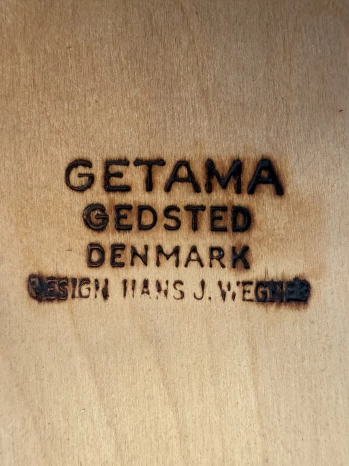 GETAMA
GEDSTED
DENMARK
DESIGN HANS J. WEGNER